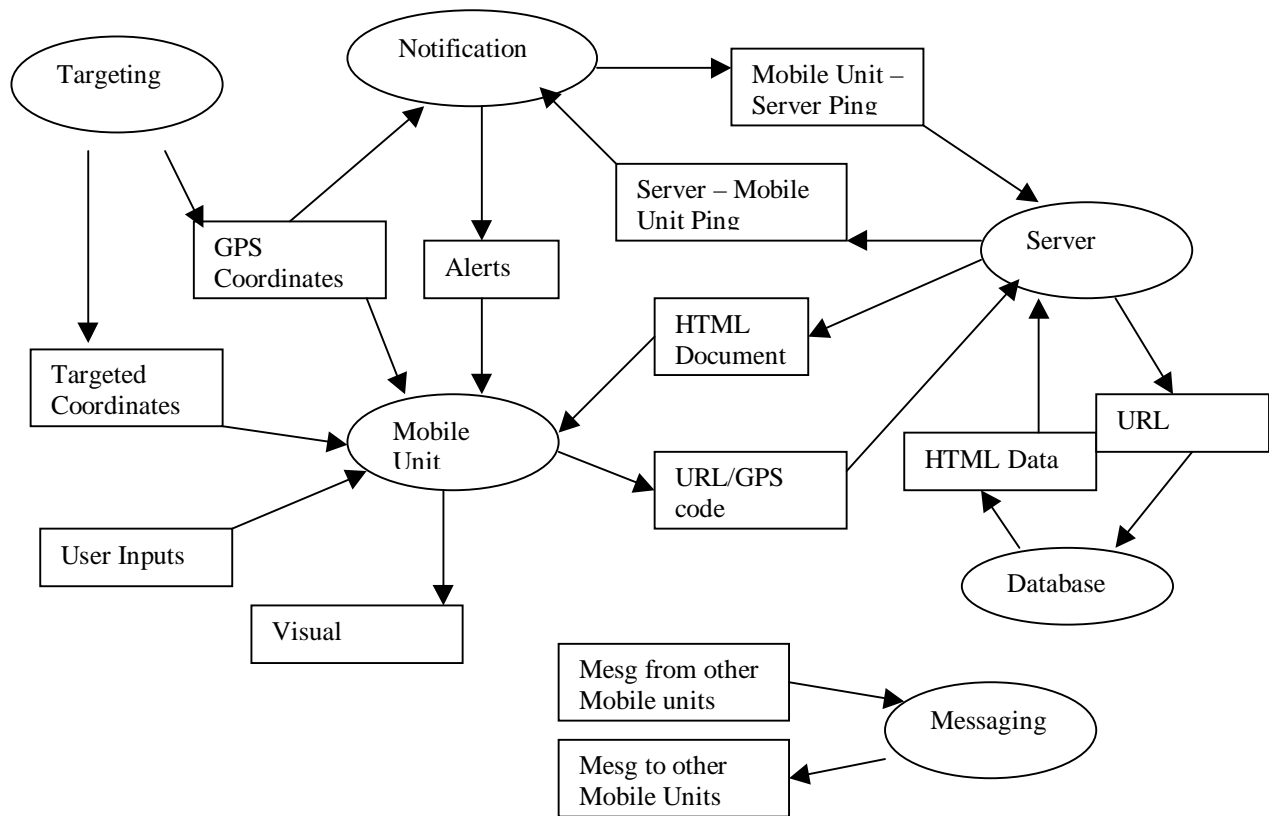 Notification
Targeting
Mobile Unit –
Server Ping
Server – Mobile
Unit Ping
Server
GPS
Coordinates
Alerts
HTML
Document
Targeted
Coordinates
Mobile
Unit
URL
HTML Data
URL/GPS
code
User Inputs
Database
Visual
Mesg from other
Mobile units
Messaging
Mesg to other
Mobile Units